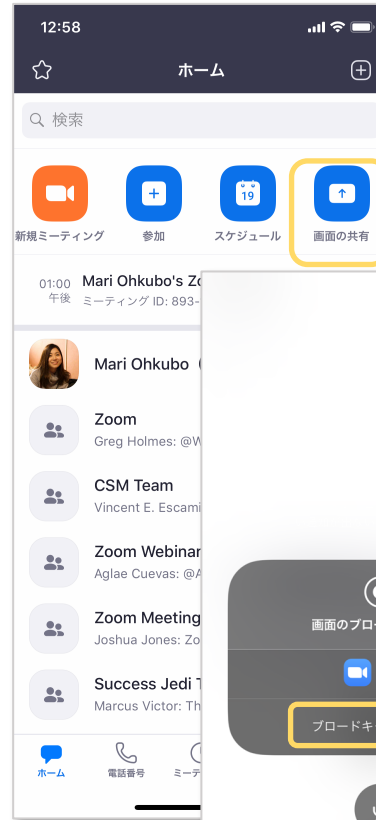 12:58
ホーム
検索
19
新規ミーティング
参加
スケジュール
画面の共有
01:00
午後
Mari Ohkubo's Zo
ミーティング ID: 893-
Mari Ohkubo
Zoom
Greg Holmes: @W
CSM Team
Vincent E. Escami
Zoom Webinar
Aglae Cuevas: @A
Zoom Meeting
Joshua Jones: Zo
Success Jedi T
Marcus Victor: Th
画面のブロー
ブロードキ
ホーム
電話番号
ミーテ